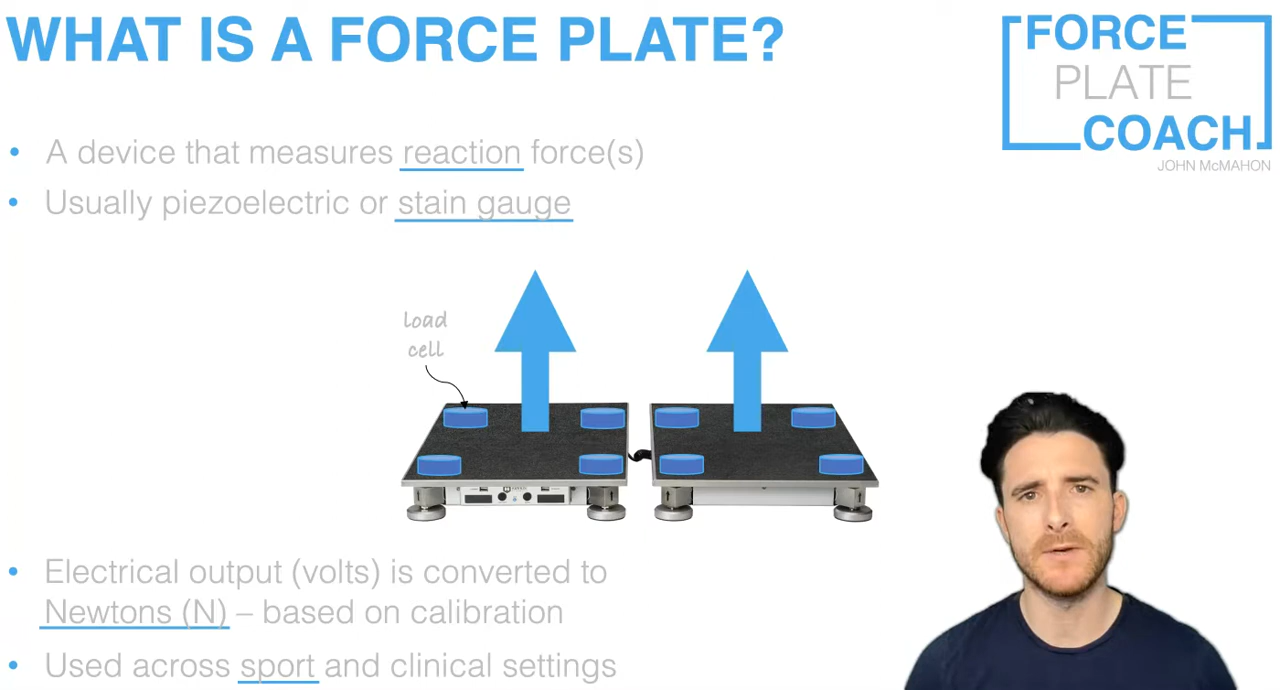 WHAT IS A FORCE PLATE?
FORCE
PLATE
COACH
JOHN McMAHON
• A device that measures reaction force(s)
• Usually piezoelectric or stain gauge
Load
cell
• Electrical output (volts) is converted to
Newtons (N) – based on calibration
• Used across sport and clinical settings